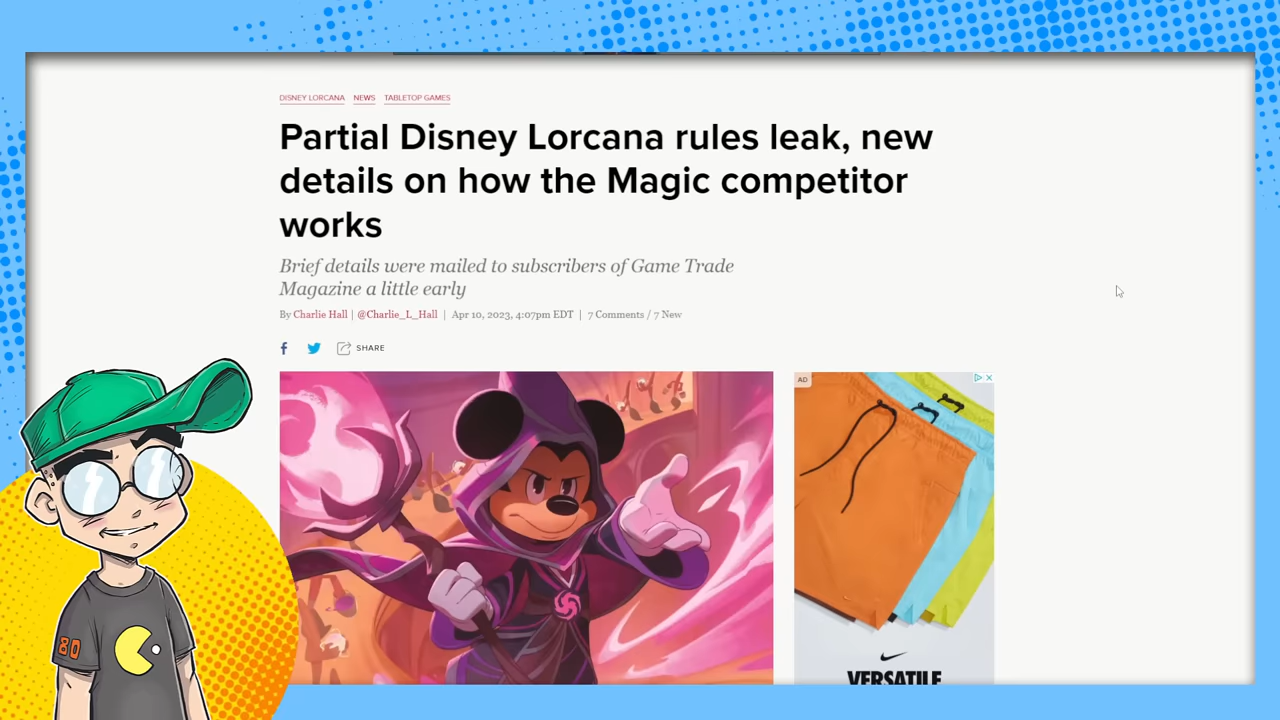 DISNEY LORCANA NEWS TABLETOP GAMES
Partial Disney Lorcana rules leak, new
details on how the Magic competitor
works
Brief details were mailed to subscribers of Game Trade
Magazine a little early
By Charlie Hall | @Charlie_L_Hall | Apr 10, 2023, 4:07pm EDT | 7 Comments / 7 New
SHARE
AD
80
VERSATILE